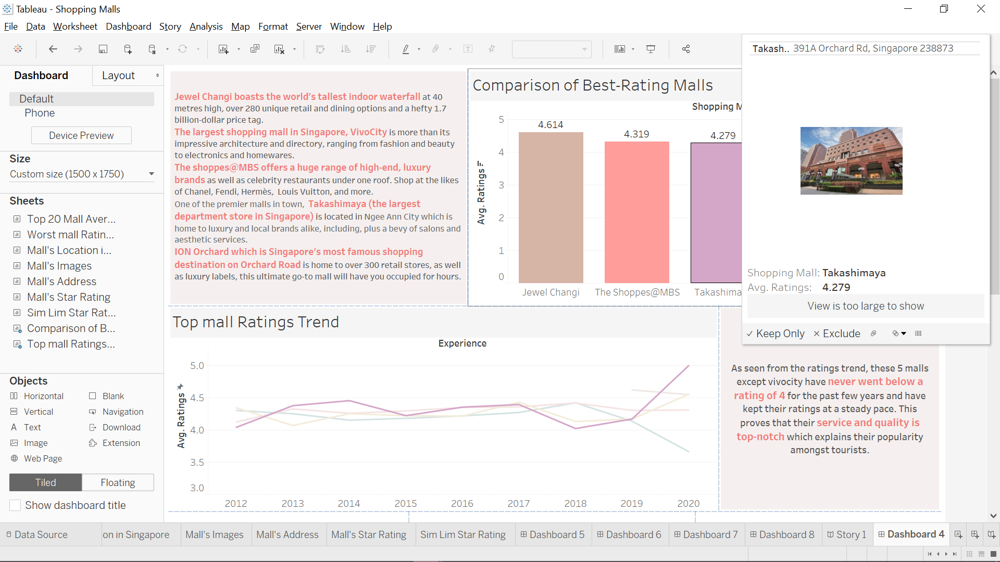 Tableau - Shopping Malls
File Data Worksheet Dashboard Story Analysis Map Format Server Window Help
Dashboard
Layout
Default
Phone
Device Preview
Size
Custom size (1500 x 1750)
Sheets
Top 20 Mall Aver...
Worst mall Ratin...
Mall's Location i...
Mall's Images
Mall's Address
Mall's Star Rating
Sim Lim Star Rat...
Comparison of B...
Top mall Ratings...
Objects
Horizontal
Blank
Vertical
Navigation
Text
Download
Image
Extension
Web Page
Tiled
Floating
Show dashboard title
Jewel Changi boasts the world's tallest indoor waterfall at 40
metres high, over 280 unique retail and dining options and a hefty 1.7
billion-dollar price tag.
The largest shopping mall in Singapore, VivoCity is more than its
impressive architecture and directory, ranging from fashion and beauty
to electronics and homewares.
The shoppes@MBS offers a huge range of high-end, luxury
brands as well as celebrity restaurants under one roof. Shop at the likes
of Chanel, Fendi, Hermès, Louis Vuitton, and more.
One of the premier malls in town, Takashimaya (the largest
department store in Singapore) is located in Ngee Ann City which is
home to luxury and local brands alike, including, plus a bevy of salons and
aesthetic services.
ION Orchard which is Singapore's most famous shopping
destination on Orchard Road is home to over 300 retail stores, as well
as luxury labels, this ultimate go-to mall will have you occupied for hours.
Comparison of Best-Rating Malls
Shopping M
Avg. Ratings
5
4
3
2
1
0
4.614
4.319
4.279
Jewel Changi
The Shoppes@MBS
Takashima
Takash.. 391A Orchard Rd, Singapore 238873
LOUIS VUITTON
Shopping Mall: Takashimaya
Avg. Ratings: 4.279
View is too large to show
Keep Only
Exclude
Top mall Ratings Trend
Experience
Avg. Ratings
5.0
4.5
4.0
3.5
3.0
2012 2013 2014 2015 2016 2017 2018 2019 2020
As seen from the ratings trend, these 5 malls
except vivocity have never went below a
rating of 4 for the past few years and have
kept their ratings at a steady pace. This
proves that their service and quality is
top-notch which explains their popularity
amongst tourists.
Data Source
on in Singapore
Mall's Images
Mall's Address
Mall's Star Rating
Sim Lim Star Rating
Dashboard 5
Dashboard 6
Dashboard 7
Dashboard 8
Story 1
Dashboard 4